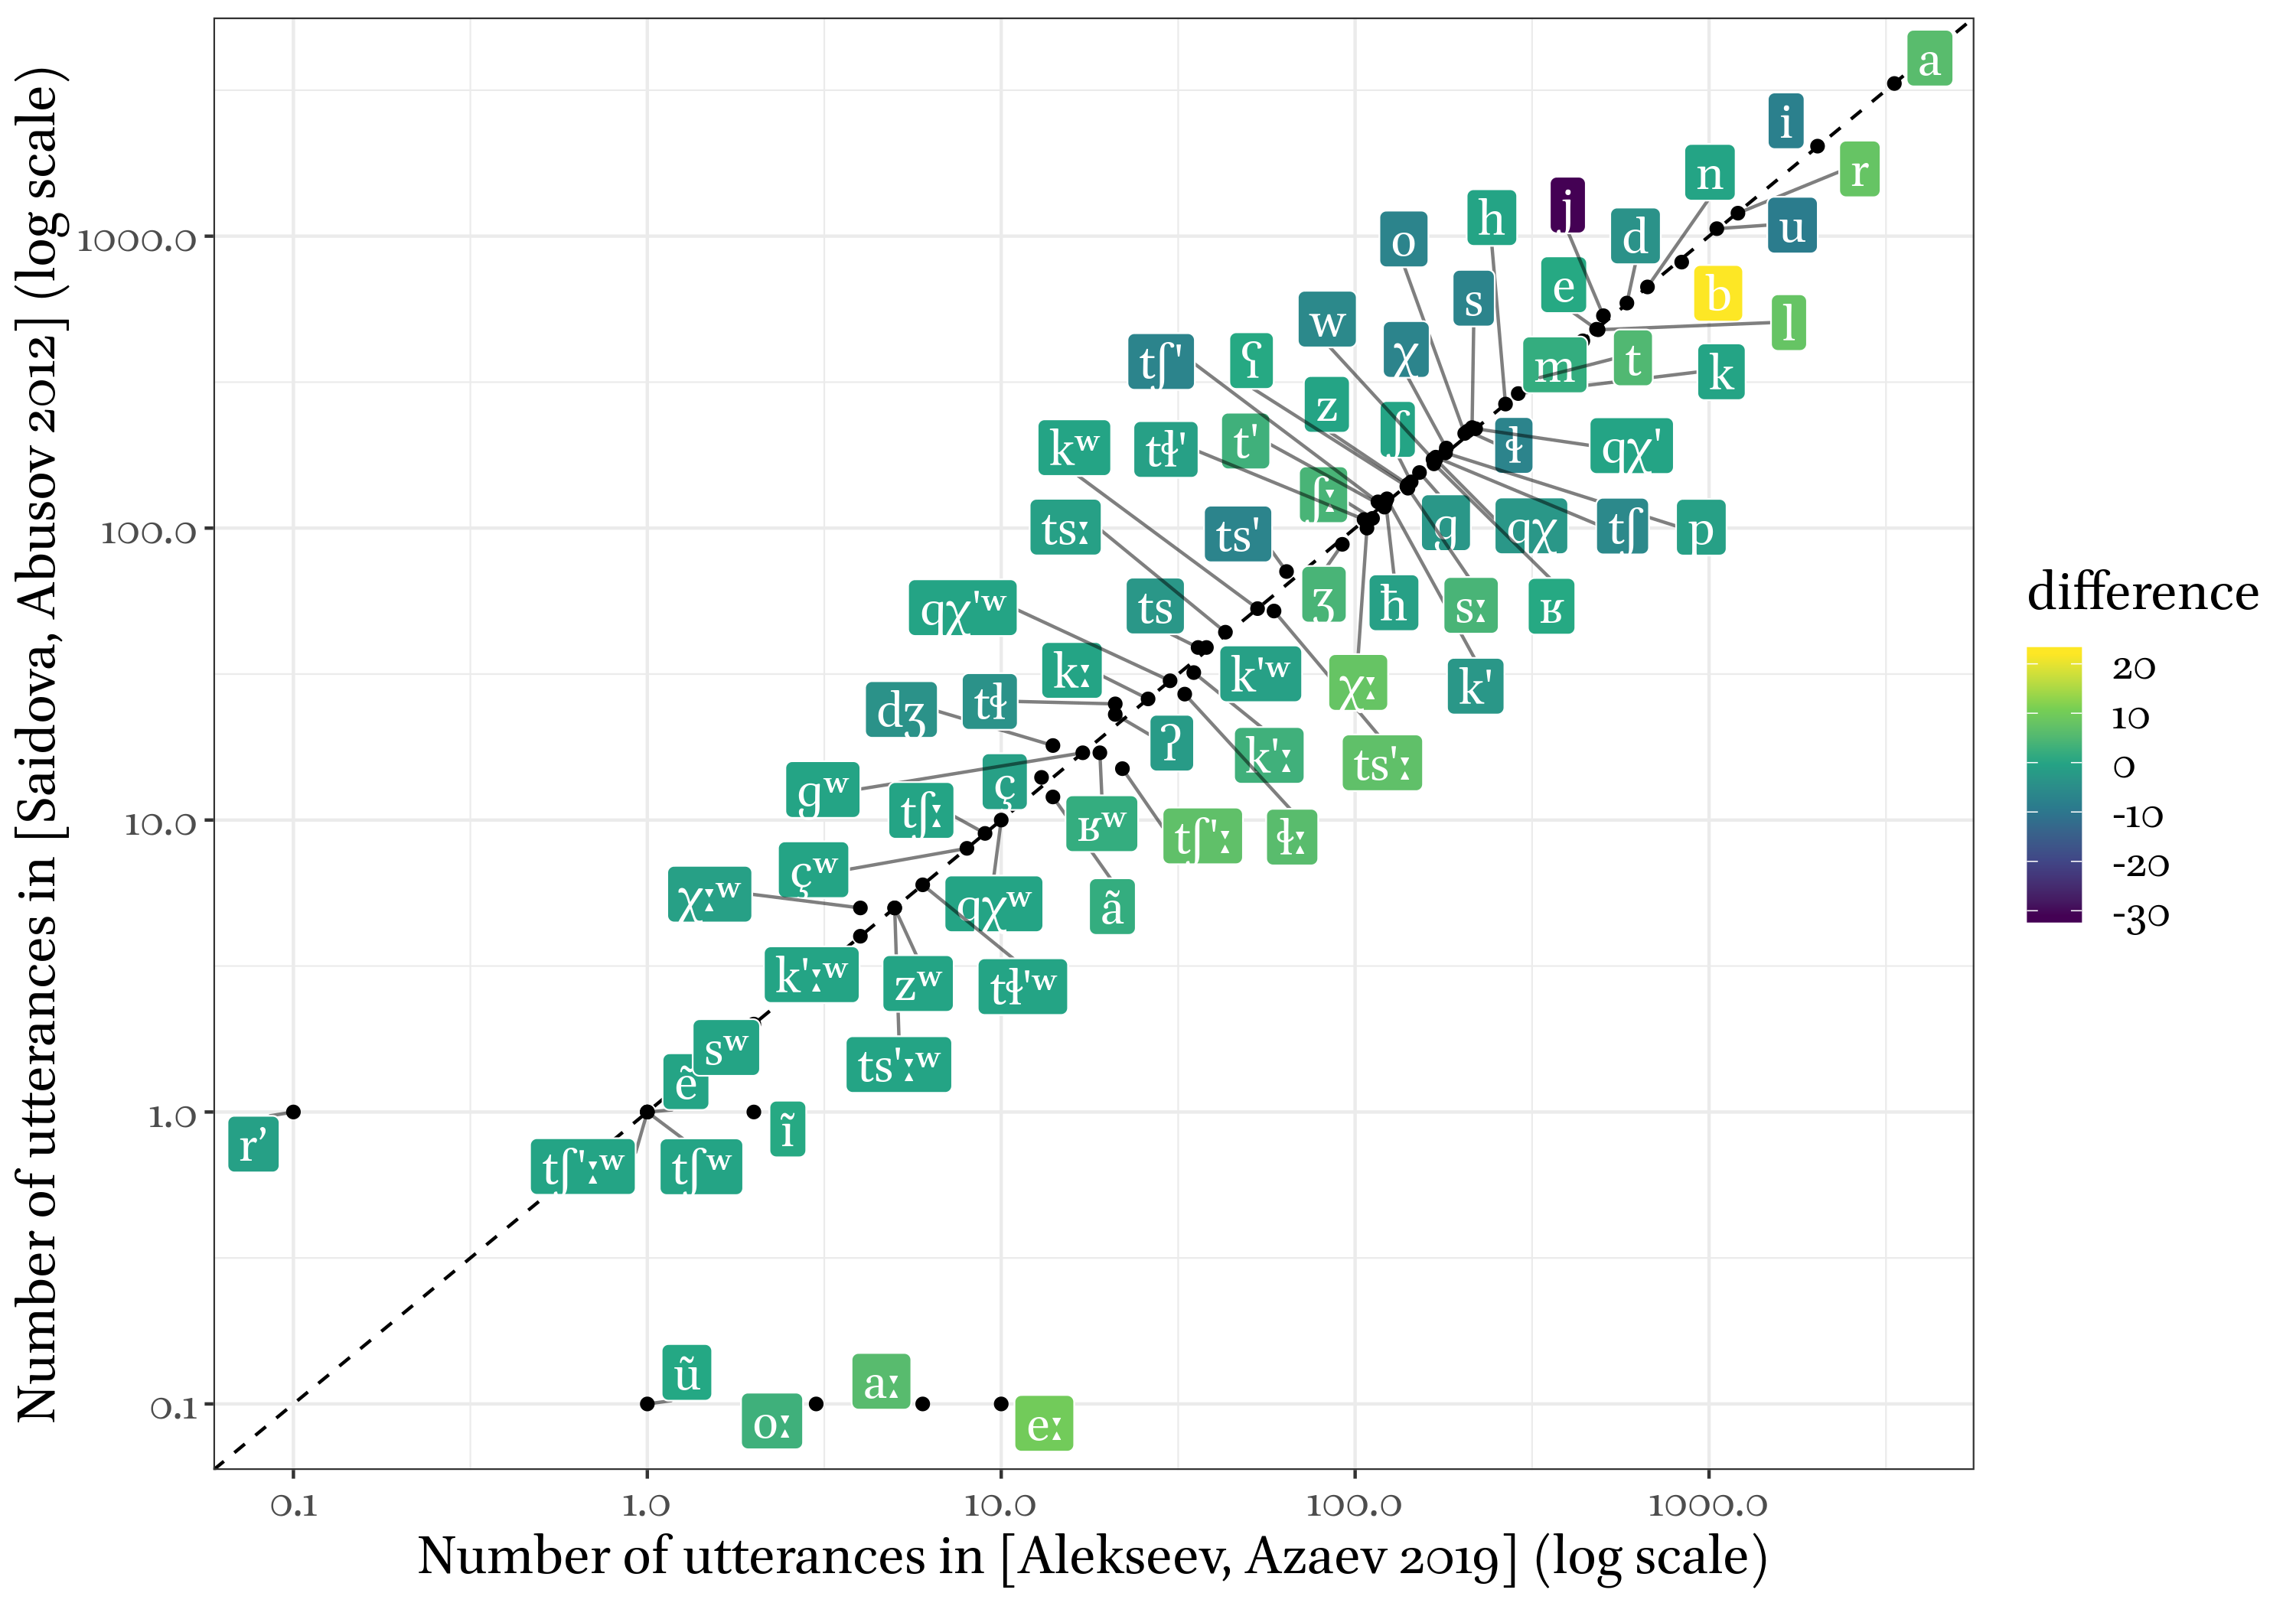 Number of utterances in [Saidova, Abusov 2012] (log scale)
1000.0
100.0
10.0
1.0
0.1
a
i
r
n
u
j
h
d
o
e
b
s
l
w
χ
t
m
k
tʃ'
ʕ
z
ʃ
ɬ
qχ'
kʷ
tɬ'
t'
ʃː
tsː
ts'
g
qχ
tʃ
p
qχ'ʷ
ts
ʒ
ħ
sː
ʁ
kː
k'ʷ
χː
k'
dʒ
tɬ
ʔ
k'ː
ts'ː
gʷ
ç
tʃː
ʁʷ
tʃ'ː
ɬː
çʷ
χːʷ
qχʷ
ã
k'ːʷ
zʷ
tɬ'ʷ
sʷ
ts'ːʷ
ẽ
ĩ
r’
tʃ'ːʷ
tʃʷ
ũ
oː
aː
eː
0.1
1.0
10.0
100.0
1000.0
Number of utterances in [Alekseev, Azaev 2019] (log scale)
difference
20
10
0
-10
-20
-30